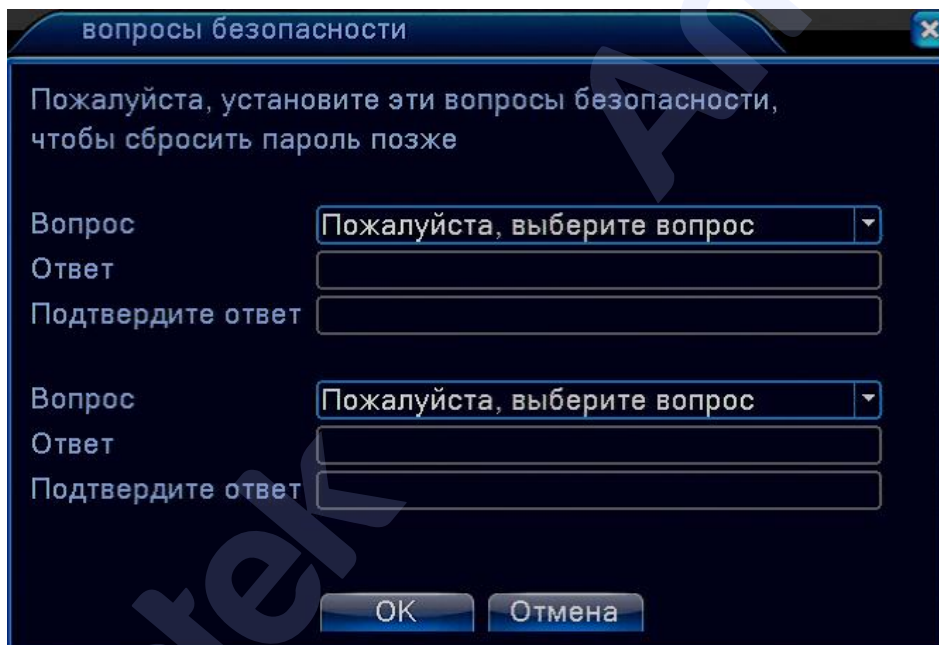 вопросы безопасности
Пожалуйста, установите эти вопросы безопасности,
чтобы сбросить пароль позже
Вопрос Пожалуйста, выберите вопрос
Ответ
Подтвердите ответ
Вопрос Пожалуйста, выберите вопрос
Ответ
Подтвердите ответ
OK Отмена